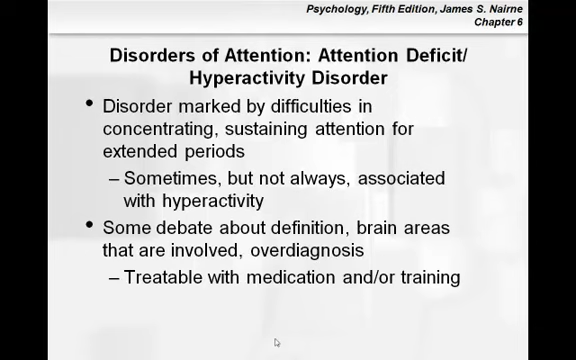 Psychology, Fifth Edition, James S. Nairne
Chapter 6
Disorders of Attention: Attention Deficit/
Hyperactivity Disorder
• Disorder marked by difficulties in
concentrating, sustaining attention for
extended periods
– Sometimes, but not always, associated
with hyperactivity
• Some debate about definition, brain areas
that are involved, overdiagnosis
– Treatable with medication and/or training